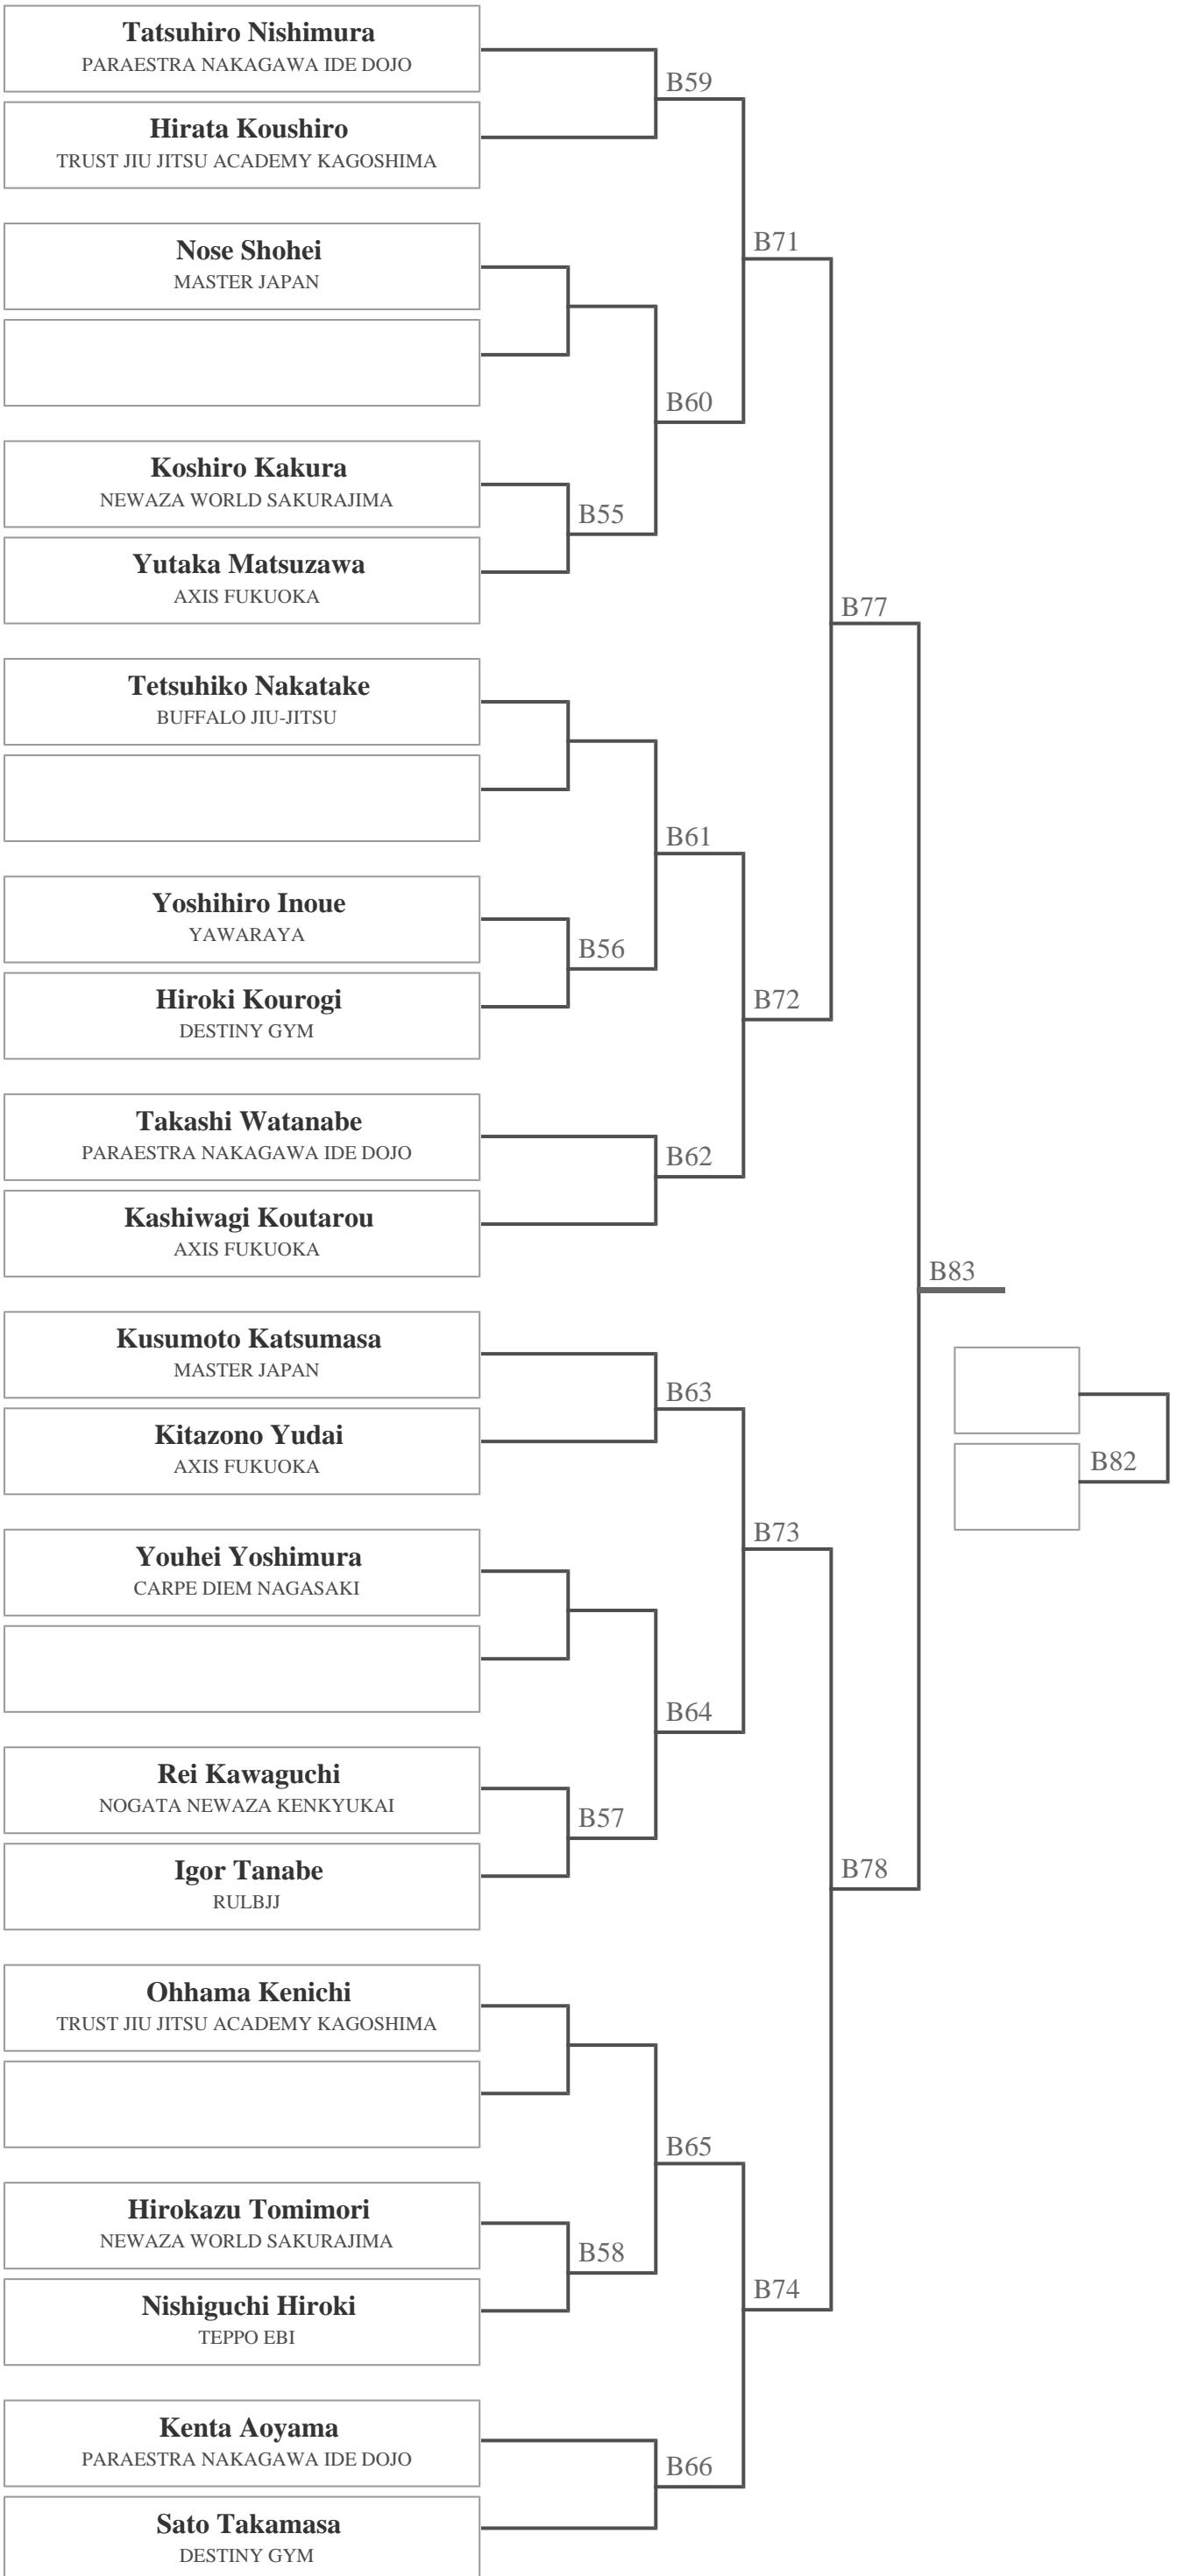 Tatsuhiro Nishimura
PARAESTRA NAKAGAWA IDE DOJO
B59
Hirata Koushiro
TRUST JIU JITSU ACADEMY KAGOSHIMA
Nose Shohei
MASTER JAPAN
B71
B60
Koshiro Kakura
NEWAZA WORLD SAKURAJIMA
B55
Yutaka Matsuzawa
AXIS FUKUOKA
B77
Tetsuhiko Nakatake
BUFFALO JIU-JITSU
B61
Yoshihiro Inoue
YAWARAYA
B56
Hiroki Kourogi
DESTINY GYM
B72
Takashi Watanabe
PARAESTRA NAKAGAWA IDE DOJO
B62
Kashiwagi Koutarou
AXIS FUKUOKA
B83
Kusumoto Katsumasa
MASTER JAPAN
B63
Kitazono Yudai
AXIS FUKUOKA
B82
B73
Youhei Yoshimura
CARPE DIEM NAGASAKI
B64
Rei Kawaguchi
NOGATA NEWAZA KENKYUKAI
B57
Igor Tanabe
RULBJJ
B78
Ohhama Kenichi
TRUST JIU JITSU ACADEMY KAGOSHIMA
B65
Hirokazu Tomimori
NEWAZA WORLD SAKURAJIMA
B58
Nishiguchi Hiroki
TEPPO EBI
B74
Kenta Aoyama
PARAESTRA NAKAGAWA IDE DOJO
B66
Sato Takamasa
DESTINY GYM